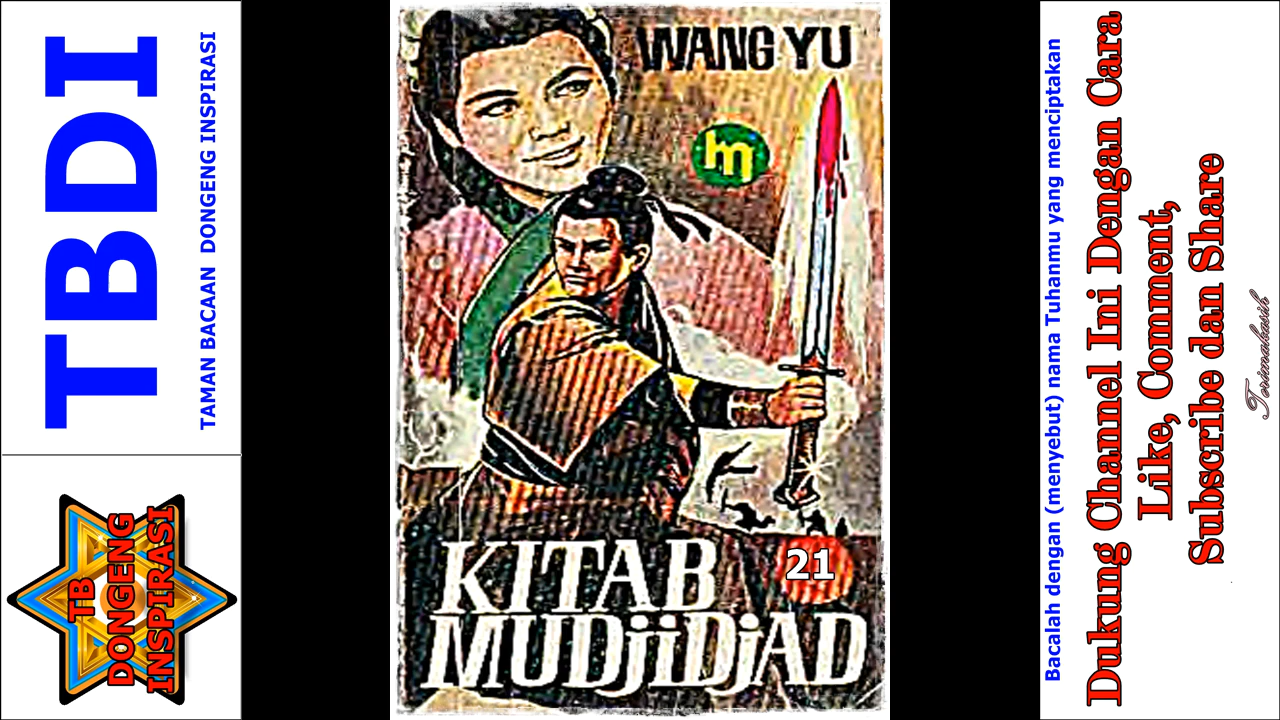 TBDI
TAMAN BACAAN DONGENG INSPIRASI
TB
DONGENG
INSPIRASI
WANG YU
hm
21
KITAB
MUDjiDjAD
Bacalah dengan (menyebut) nama Tuhanmu yang menciptakan
Dukung Channel Ini Dengan Cara
Like, Comment,
Subscribe dan Share
Terimakasih